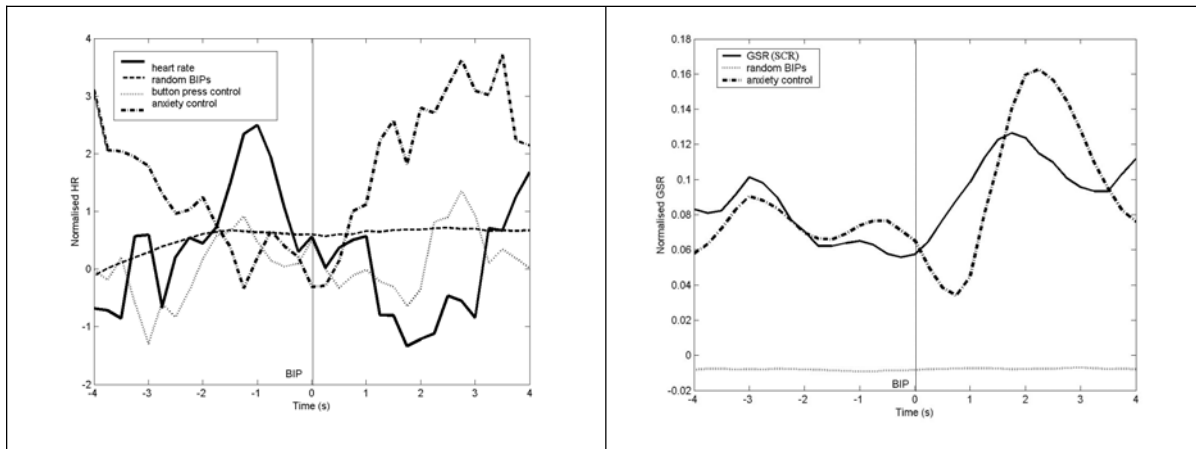 4
3
2
1
0
-1
-2
Normalised HR
heart rate
random BIPs
button press control
anxiety control
BIP
-4 -3 -2 -1 0 1 2 3 4
Time (s)
0.18
0.16
0.14
0.12
0.1
0.08
0.06
0.04
0.02
0
-0.02
Normalised GSR
GSR (SCR)
random BIPs
anxiety control
BIP
-4 -3 -2 -1 0 1 2 3 4
Time (s)